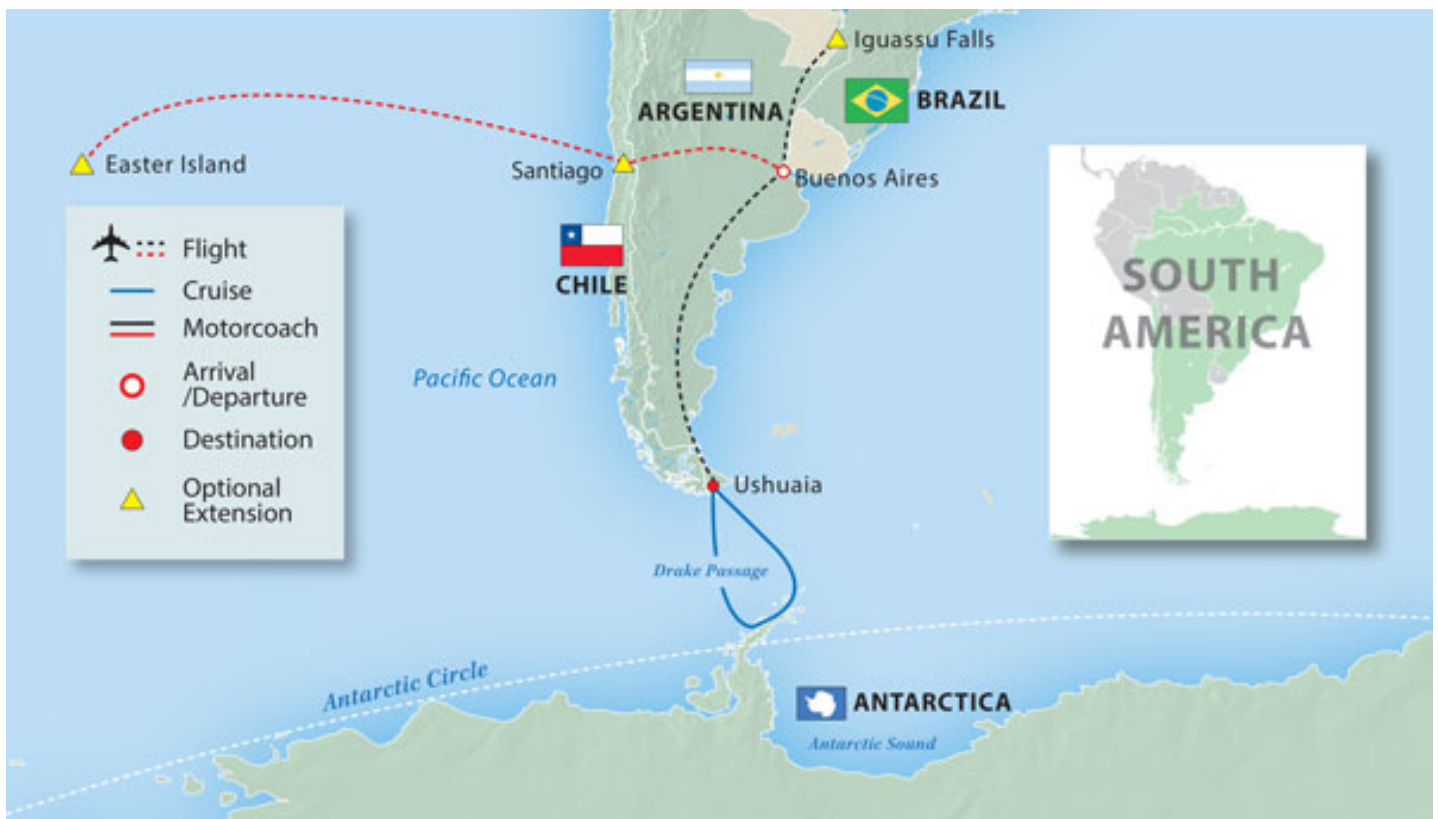 Iguassu Falls
ARGENTINA
BRAZIL
Easter Island
Santiago
Buenos Aires
Flight
Cruise
Motorcoach
Arrival
/Departure
Destination
Optional
Extension
CHILE
Pacific Ocean
SOUTH
AMERICA
Ushuaia
Drake Passage
Antarctic Circle
ANTARCTICA
Antarctic Sound